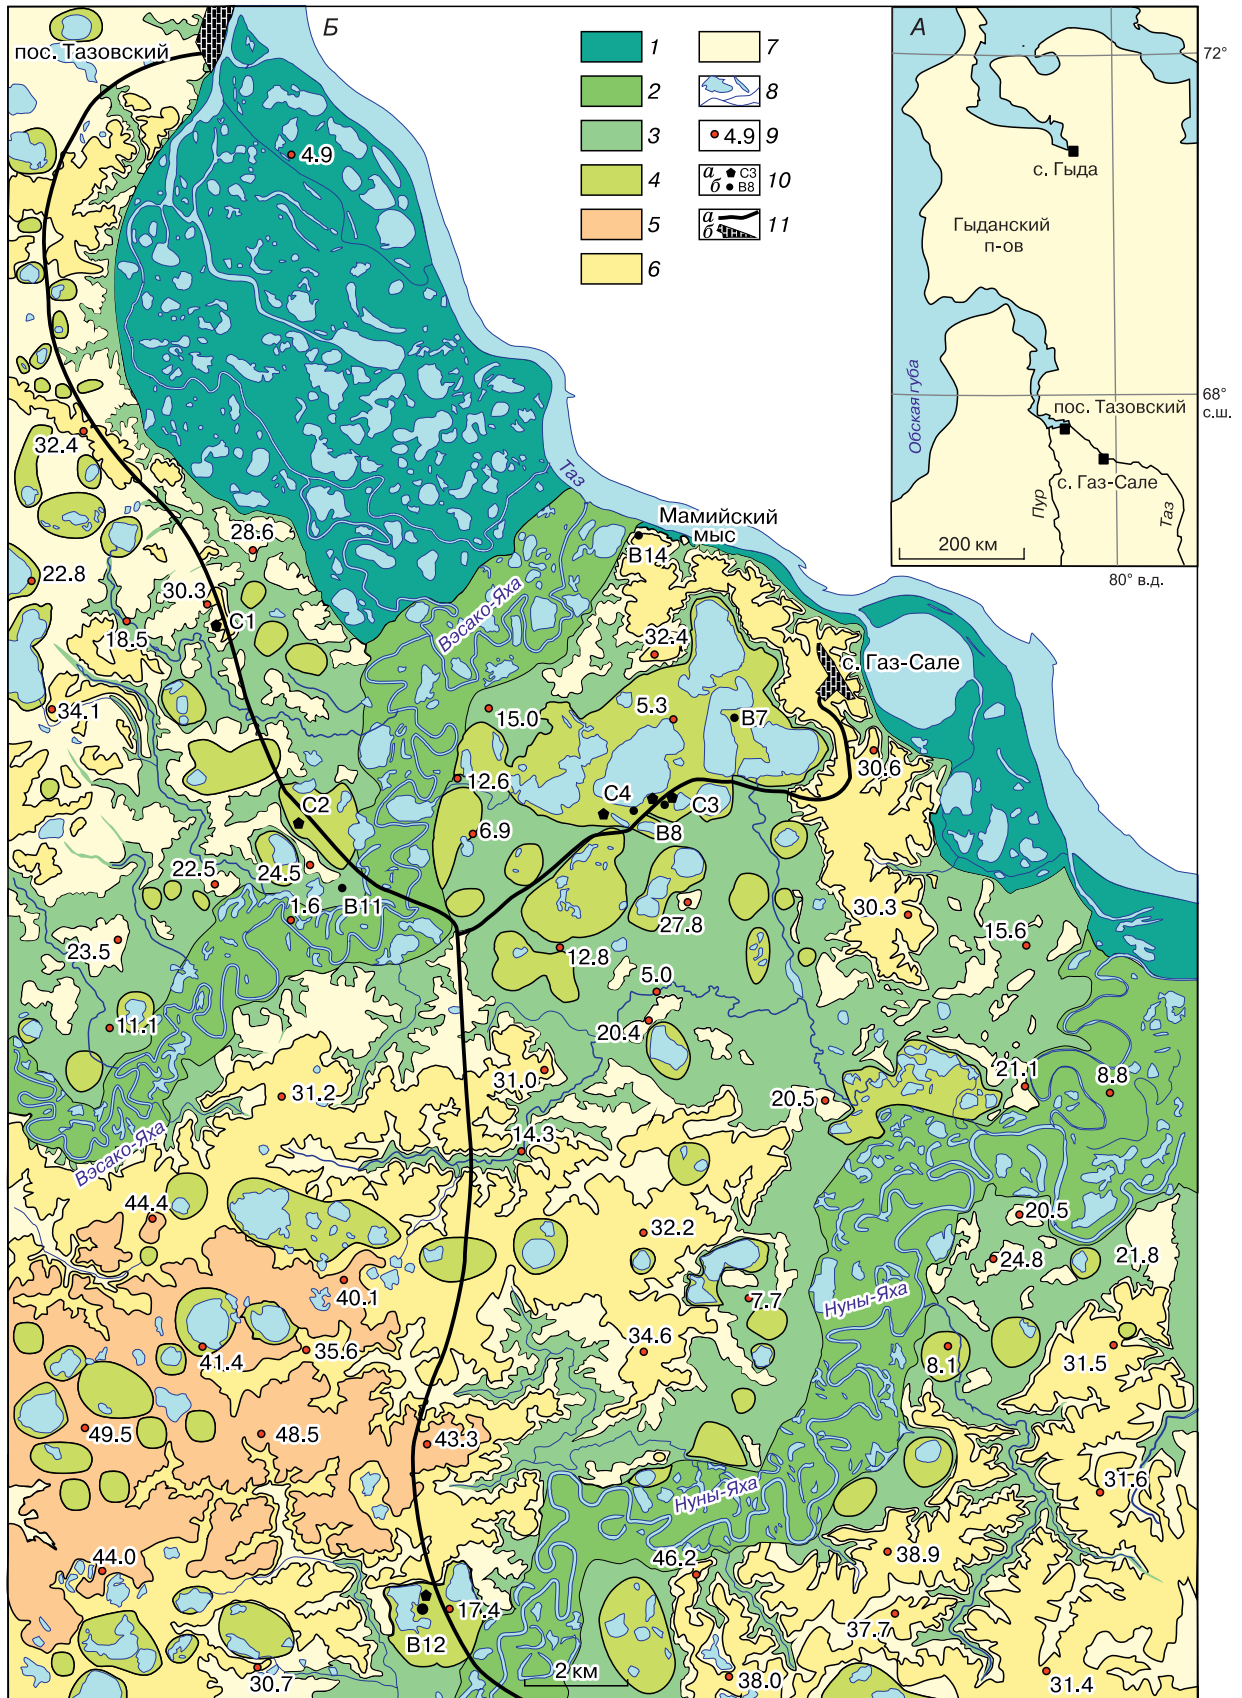 Б
пос. Тазовский
1
2
3
4
5
6
7
8
4.9 9
а С3
б В8 10
а
б 11
А
72°
с. Гыда
Гыданский
п-ов
Обская губа
68°
с.ш.
пос. Тазовский
с. Газ-Сале
Пур
Таз
200 км
80° в.д.
4.9
32.4
Таз
Мамийский
мыс
В14
28.6
22.8
30.3
С1
18.5
Вэсако-Яха
32.4
с. Газ-Сале
34.1
15.0
5.3
В7
30.6
12.6
С2
С4
С3
В8
6.9
24.5
22.5
В11
1.6
27.8
30.3
23.5
12.8
15.6
5.0
11.1
20.4
31.0
31.2
21.1
8.8
20.5
14.3
Вэсако-Яха
44.4
32.2
20.5
24.8
21.8
40.1
7.7
Нуны-Яха
41.4
35.6
34.6
8.1
31.5
49.5
48.5
43.3
Нуны-Яха
31.6
44.0
46.2
38.9
17.4
В12
37.7
30.7
2 км
38.0
31.4